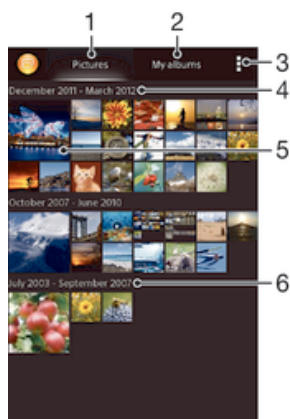 1
2
Pictures
My albums
3
December 2011 - March 2012
4
5
October 2007 - June 2010
July 2003 - September 2007
6